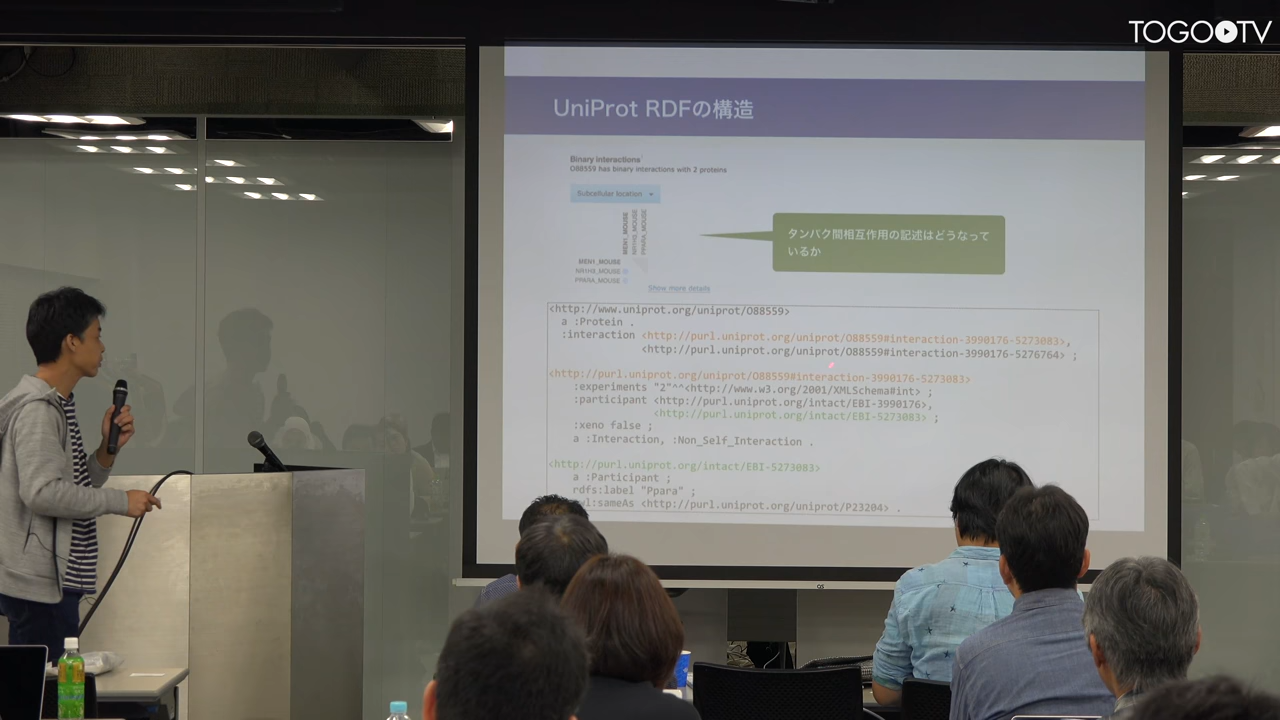 TOGO TV
UniProt RDFの構造
Binary interactions
O88559 has binary interactions with 2 proteins
Subcellular location
MEN1_MOUSE
NR1H3_MOUSE
PPARA_MOUSE
タンパク間相互作用の記述はどうなって
いるか
MEN1_MOUSE
NR1H3_MOUSE
PPARA_MOUSE
Show more details
<http://www.uniprot.org/uniprot/O88559>
a :Protein .
:interaction <http://purl.uniprot.org/uniprot/O88559#interaction-3990176-5273083>,
<http://purl.uniprot.org/uniprot/O88559#interaction-3990176-5276764> ;
<http://purl.uniprot.org/uniprot/O88559#interaction-3990176-5273083>
:experiments "2"^^<http://www.w3.org/2001/XMLSchema#int> ;
:participant <http://purl.uniprot.org/intact/EBI-3990176>,
<http://purl.uniprot.org/intact/EBI-5273083> ;
:xeno false ;
a :Interaction, :Non_Self_Interaction .
<http://purl.uniprot.org/intact/EBI-5273083>
a :Participant ;
rdfs:label "Ppara" ;
wl:sameAs <http://purl.uniprot.org/uniprot/P23204> .